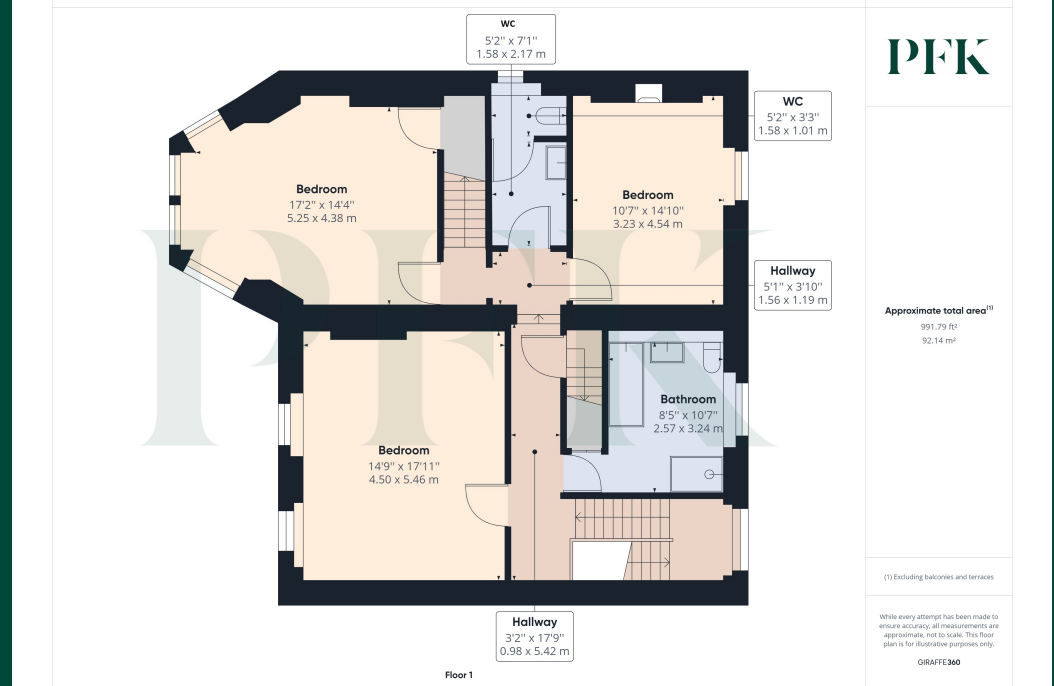 WC
5'2" x 7'1"
1.58 x 2.17 m
PFK
WC
5'2" x 3'3"
1.58 x 1.01 m
Bedroom
17'2" x 14'4"
5.25 x 4.38 m
Bedroom
10'7" x 14'10"
3.23 x 4.54 m
PFK
Hallway
5'1" x 3'10"
1.56 x 1.19 m
Approximate total area(1)
991.79 ft²
92.14 m²
Bathroom
8'5" x 10'7"
2.57 x 3.24 m
Bedroom
14'9" x 17'11"
4.50 x 5.46 m
(1) Excluding balconies and terraces
Hallway
3'2" x 17'9"
0.98 x 5.42 m
While every attempt has been made to
ensure accuracy, all measurements are
approximate, not to scale. This floor
plan is for illustrative purposes only.
GIRAFFE360
Floor 1